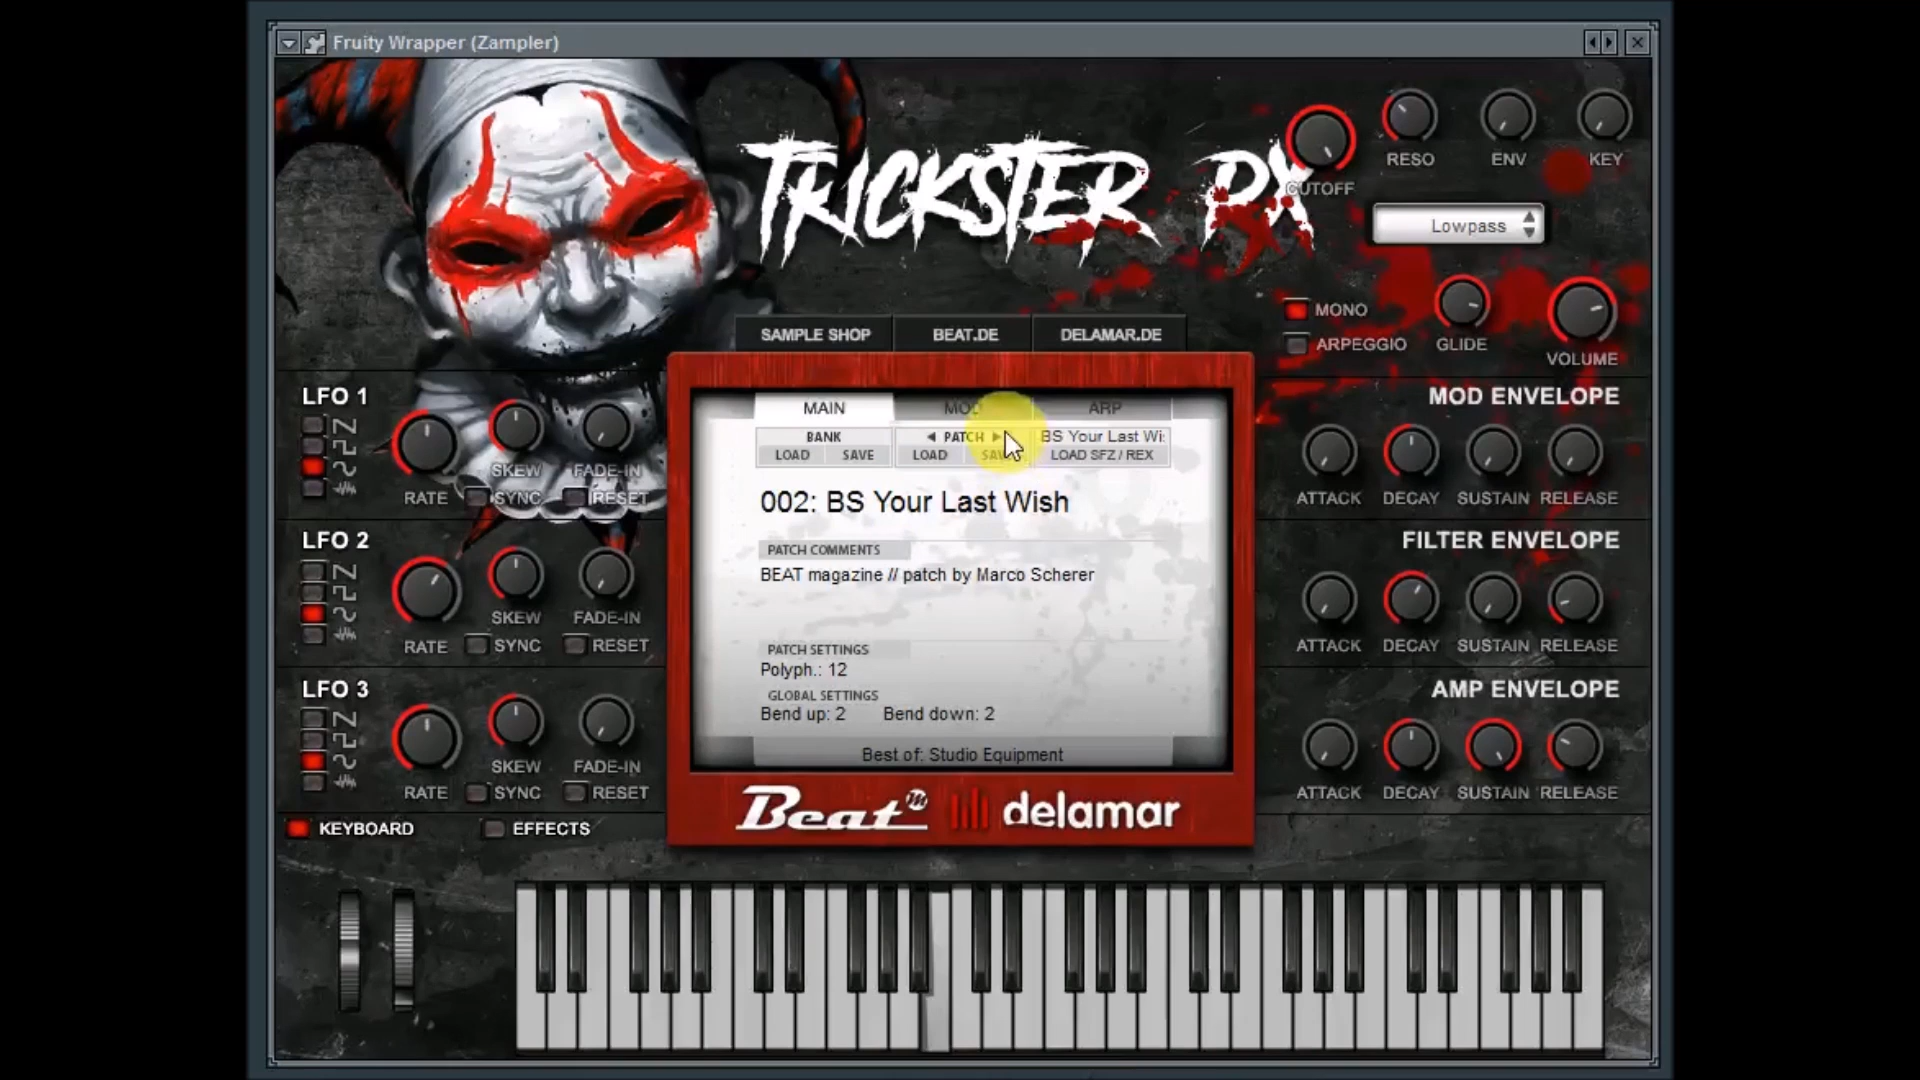 Fruity Wrapper (Zampler)
TRICKSTER PX
CUTOFF
RESO
ENV
KEY
Lowpass
MONO
ARPEGGIO
GLIDE
VOLUME
SAMPLE SHOP
BEAT.DE
DELAMAR.DE
LFO 1
RATE
SKEW
FADE-IN
SYNC
RESET
LFO 2
RATE
SKEW
FADE-IN
SYNC
RESET
LFO 3
RATE
SKEW
FADE-IN
SYNC
RESET
KEYBOARD
EFFECTS
MAIN
MOD
ARP
BANK
LOAD
SAVE
PATCH
LOAD
SAVE
BS Your Last Wi
LOAD SFZ / REX
002: BS Your Last Wish
PATCH COMMENTS
BEAT magazine // patch by Marco Scherer
PATCH SETTINGS
Polyph.: 12
GLOBAL SETTINGS
Bend up: 2 Bend down: 2
Best of: Studio Equipment
Beat
delamar
MOD ENVELOPE
ATTACK
DECAY
SUSTAIN
RELEASE
FILTER ENVELOPE
ATTACK
DECAY
SUSTAIN
RELEASE
AMP ENVELOPE
ATTACK
DECAY
SUSTAIN
RELEASE